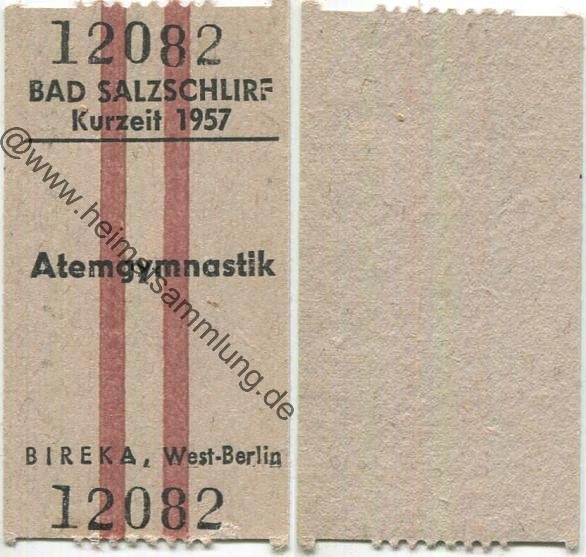 12082
BAD SALZSCHLIRF
Kurzeit 1957
Atemgymnastik
BIREKA, West-Berlin
12082
@www.heimatsammlung.de